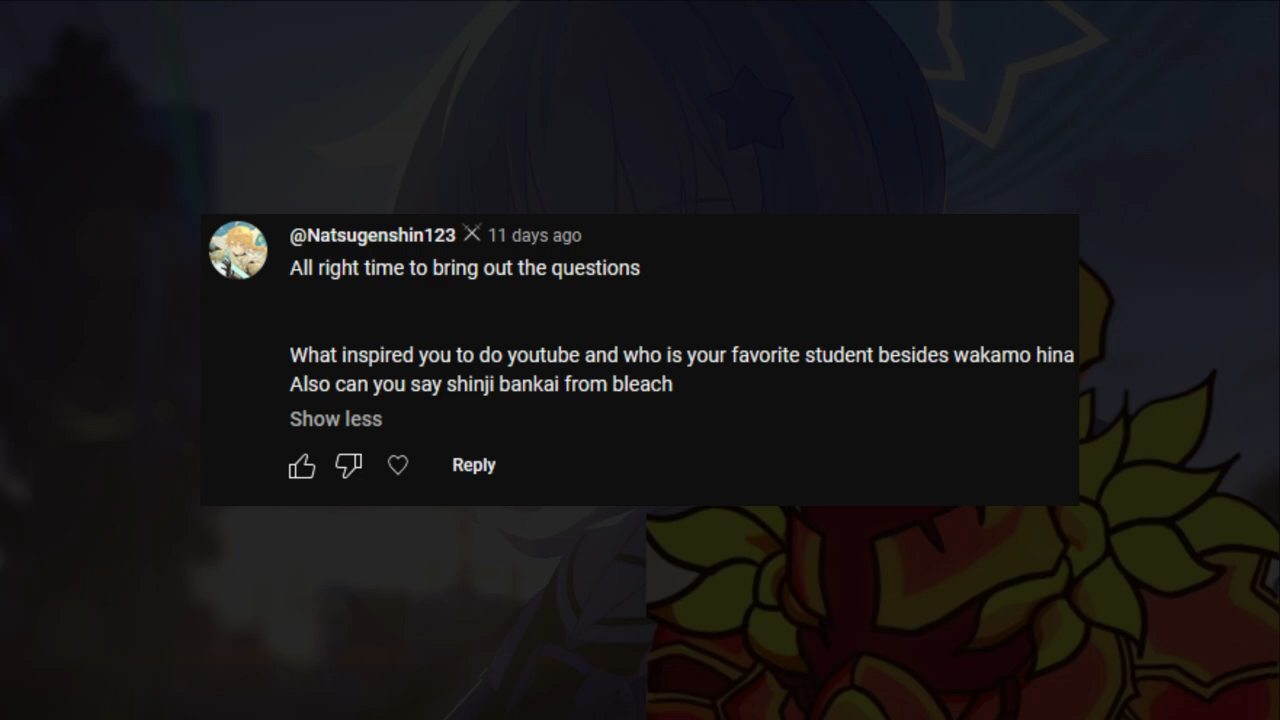 @Natsugenshin123 11 days ago
All right time to bring out the questions
What inspired you to do youtube and who is your favorite student besides wakamo hina
Also can you say shinji bankai from bleach
Show less
Reply